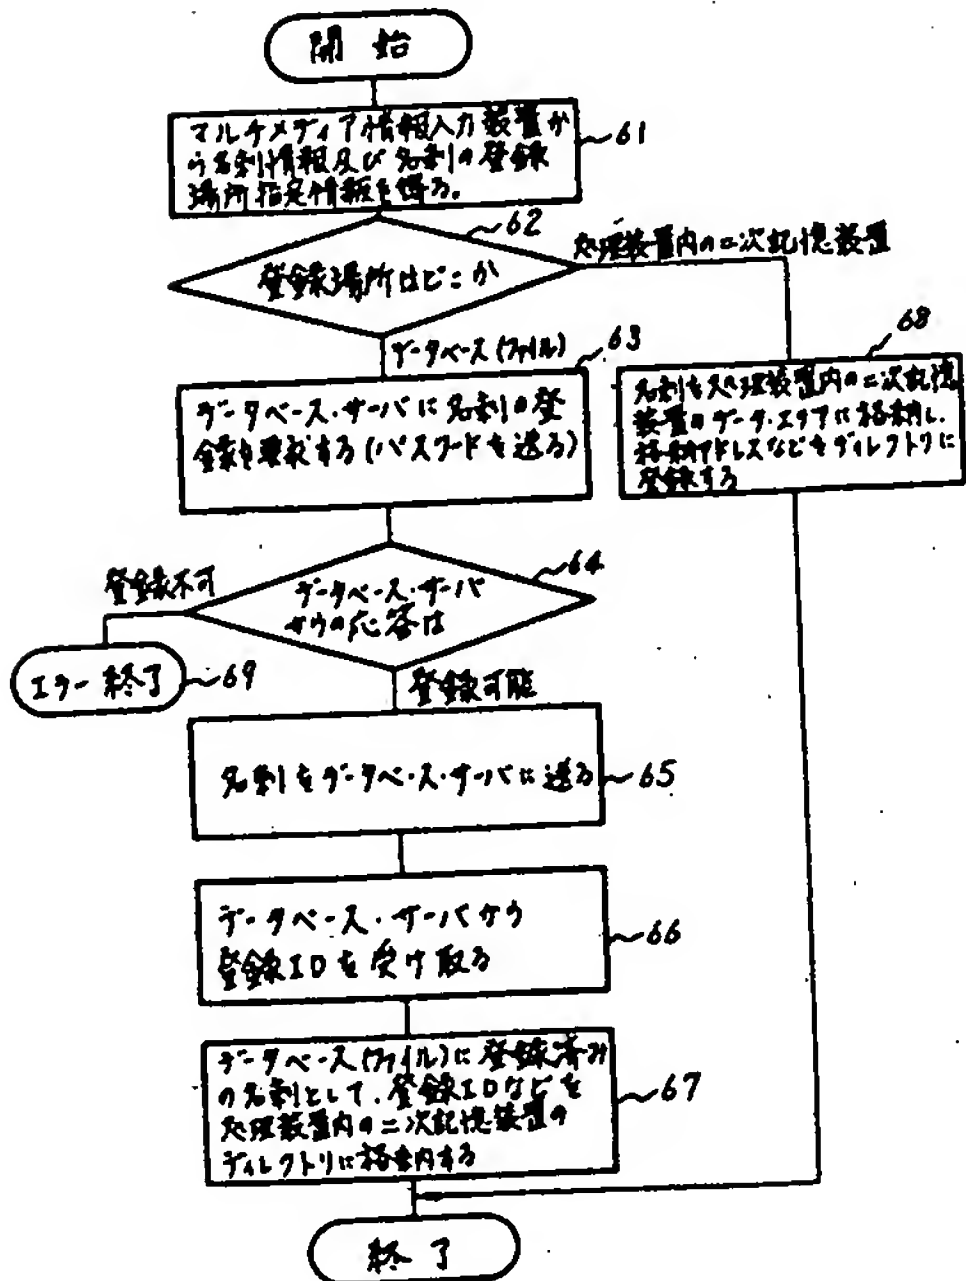 開始
マルチメディア情報入力装置か
ら名刺情報及び名刺の登録
場所指定情報を得る。
61
62
登録場所はどこか
処理装置内の二次記憶装置
データベース(ファイル)
63
データベース・サーバに名刺の登
録を要求する(パスワードを送る)
68
名刺を処理装置内の二次記憶
装置のデータ・エリアに格納し、
格納アドレスなどをディレクトリに
登録する
64
データベース・サーバ
からの応答は
登録不可
エラー終了
69
登録可能
名刺をデータベース・サーバに送る
65
データベース・サーバから
登録IDを受け取る
66
データベース(ファイル)に登録済み
の名刺として、登録IDなどを
処理装置内の二次記憶装置の
ディレクトリに格納する
67
終了